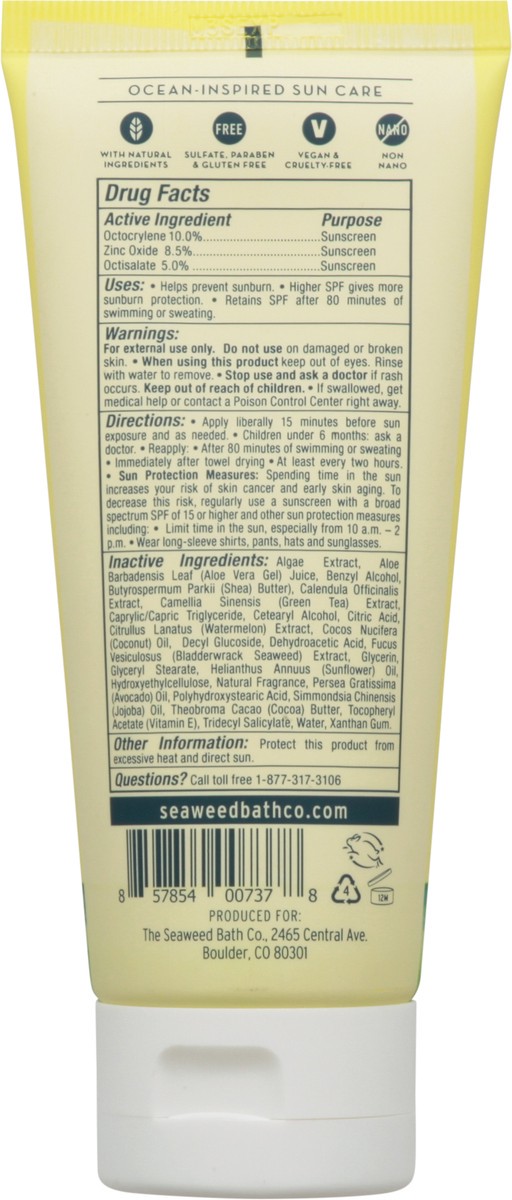 OCEAN-INSPIRED SUN CARE
WITH NATURAL
INGREDIENTS
FREE
SULFATE, PARABEN
& GLUTEN FREE
V
VEGAN &
CRUELTY-FREE
NANO
NON
NANO
Drug Facts
Active Ingredient Purpose
Octocrylene 10.0%..............................Sunscreen
Zinc Oxide 8.5%................................Sunscreen
Octisalate 5.0% .................................Sunscreen
Uses: • Helps prevent sunburn. • Higher SPF gives more
sunburn protection. • Retains SPF after 80 minutes of
swimming or sweating.
Warnings:
For external use only. Do not use on damaged or broken
skin. • When using this product keep out of eyes. Rinse
with water to remove. • Stop use and ask a doctor if rash
occurs. Keep out of reach of children. • If swallowed, get
medical help or contact a Poison Control Center right away.
Directions: • Apply liberally 15 minutes before sun
exposure and as needed. • Children under 6 months: ask a
doctor. • Reapply: • After 80 minutes of swimming or sweating
• Immediately after towel drying • At least every two hours.
• Sun Protection Measures: Spending time in the sun
increases your risk of skin cancer and early skin aging. To
decrease this risk, regularly use a sunscreen with a broad
spectrum SPF of 15 or higher and other sun protection measures
including: • Limit time in the sun, especially from 10 a.m. – 2
p.m. • Wear long-sleeve shirts, pants, hats and sunglasses.
Inactive Ingredients: Algae Extract, Aloe
Barbadensis Leaf (Aloe Vera Gel) Juice, Benzyl Alcohol,
Butyrospermum Parkii (Shea) Butter), Calendula Officinalis
Extract, Camellia Sinensis (Green Tea) Extract,
Caprylic/Capric Triglyceride, Cetearyl Alcohol, Citric Acid,
Citrullus Lanatus (Watermelon) Extract, Cocos Nucifera
(Coconut) Oil, Decyl Glucoside, Dehydroacetic Acid, Fucus
Vesiculosus (Bladderwrack Seaweed) Extract, Glycerin,
Glyceryl Stearate, Helianthus Annuus (Sunflower) Oil,
Hydroxyethylcellulose, Natural Fragrance, Persea Gratissima
(Avocado) Oil, Polyhydroxystearic Acid, Simmondsia Chinensis
(Jojoba) Oil, Theobroma Cacao (Cocoa) Butter, Tocopheryl
Acetate (Vitamin E), Tridecyl Salicylate, Water, Xanthan Gum.
Other Information: Protect this product from
excessive heat and direct sun.
Questions? Call toll free 1-877-317-3106
seaweedbathco.com
8 57854 00737 8
4
12M
PRODUCED FOR:
The Seaweed Bath Co., 2465 Central Ave.
Boulder, CO 80301